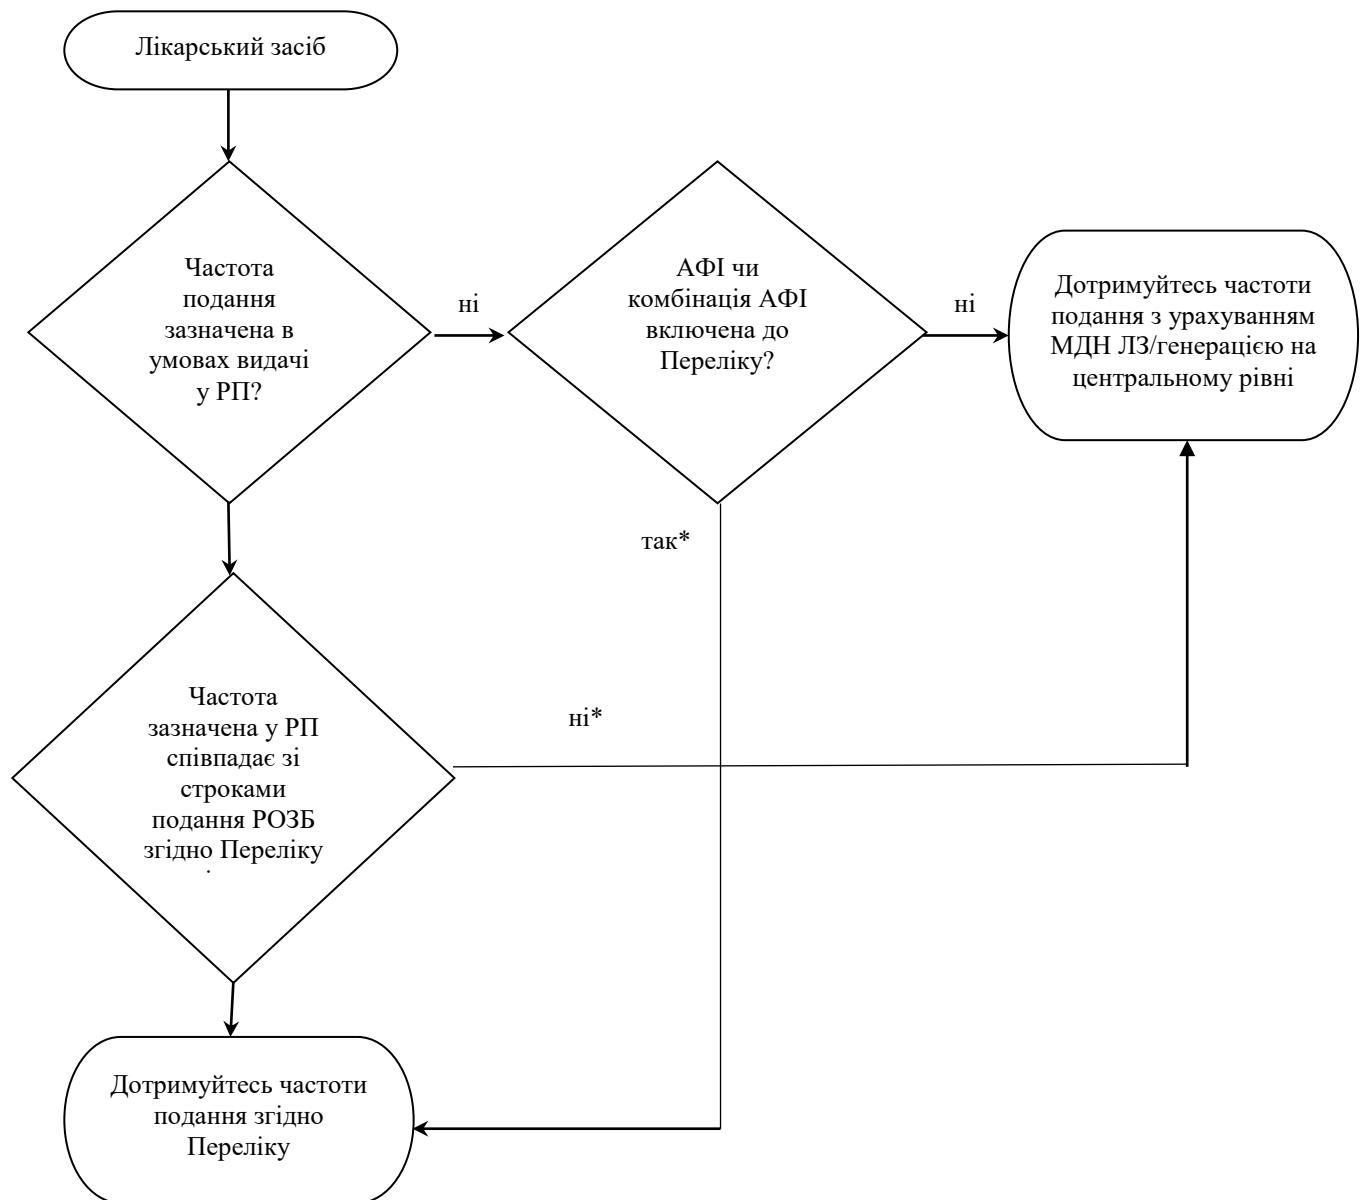 Лікарський засіб
Частота
подання
зазначена в
умовах видачі
у РП?
ні
АФІ чи
комбінація АФІ
включена до
Переліку?
ні
Дотримуйтесь частоти
подання з урахуванням
МДН ЛЗ/генерацією на
центральному рівні
так*
Частота
зазначена у РП
співпадає зі
строками
подання РОЗБ
згідно Переліку
ні*
Дотримуйтесь частоти
подання згідно
Переліку